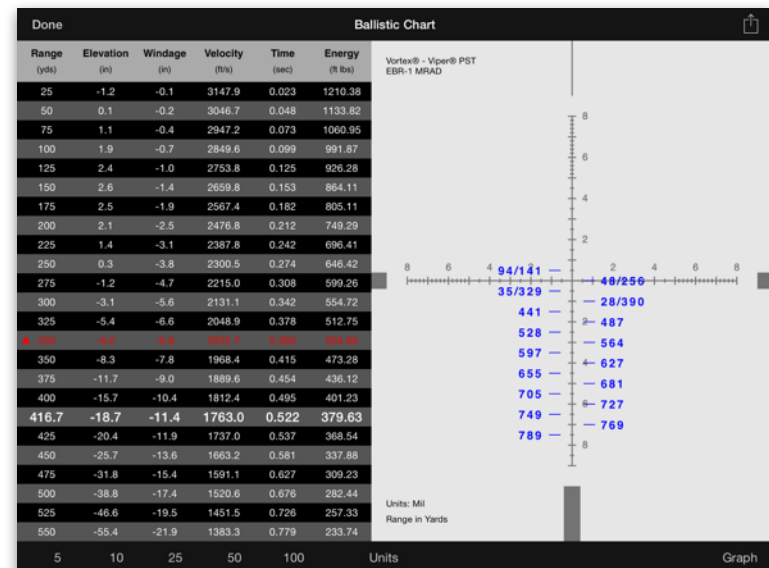 Done Ballistic Chart
Range Elevation Windage Velocity Time Energy
(yds) (in) (in) (ft/s) (sec) (ft lbs)
25 -1.2 -0.1 3147.9 0.023 1210.38
50 0.1 -0.2 3046.7 0.048 1133.82
75 1.1 -0.4 2947.2 0.073 1060.95
100 1.9 -0.7 2849.6 0.099 991.87
125 2.4 -1.0 2753.8 0.125 926.28
150 2.6 -1.4 2659.8 0.153 864.11
175 2.5 -1.9 2567.4 0.182 805.11
200 2.1 -2.5 2476.8 0.212 749.29
225 1.4 -3.1 2387.8 0.242 696.41
250 0.3 -3.8 2300.5 0.274 646.42
275 -1.2 -4.7 2215.0 0.308 599.26
300 -3.1 -5.6 2131.1 0.342 554.72
325 -5.4 -6.6 2048.9 0.378 512.75
350 -8.3 -7.8 1968.4 0.415 473.28
375 -11.7 -9.0 1889.6 0.454 436.12
400 -15.7 -10.4 1812.4 0.495 401.23
416.7 -18.7 -11.4 1763.0 0.522 379.63
425 -20.4 -11.9 1737.0 0.537 368.54
450 -25.7 -13.6 1663.2 0.581 337.88
475 -31.8 -15.4 1591.1 0.627 309.23
500 -38.8 -17.4 1520.6 0.676 282.44
525 -46.6 -19.5 1451.5 0.726 257.33
550 -55.4 -21.9 1383.3 0.779 233.74
Vortex® - Viper® PST
EBR-1 MRAD
8
6
4
2
8 6 4 2 4 6 8
94/141
35/329
28/390
441
487
528
564
597
627
655
681
705
727
749
769
789
8
Units: Mil
Range in Yards
5 10 25 50 100 Units Graph